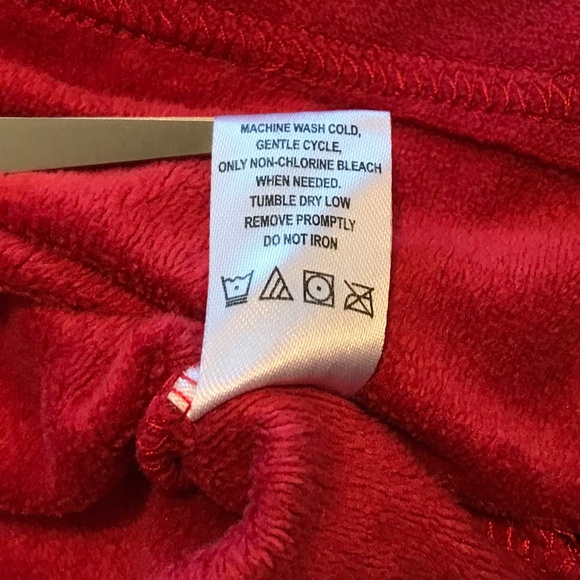 MACHINE WASH COLD,
GENTLE CYCLE,
ONLY NON-CHLORINE BLEACH
WHEN NEEDED.
TUMBLE DRY LOW
REMOVE PROMPTLY
DO NOT IRON